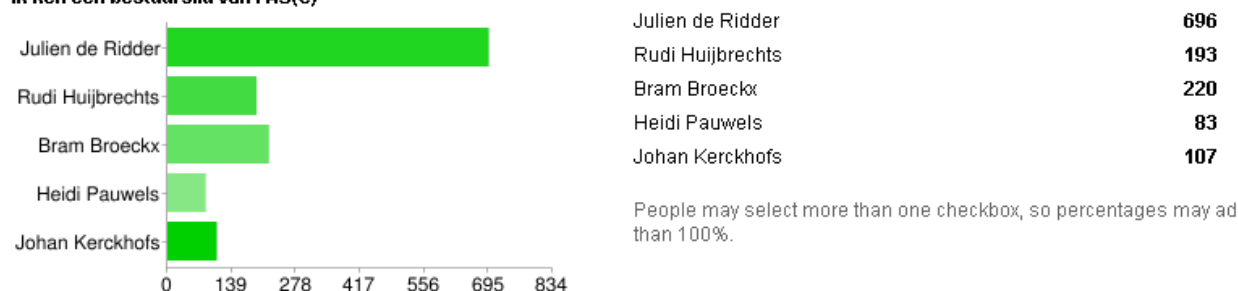 Julien de Ridder
Rudi Huijbrechts
Bram Broeckx
Heidi Pauwels
Johan Kerckhofs
0 139 278 417 556 695 834
Julien de Ridder 696
Rudi Huijbrechts 193
Bram Broeckx 220
Heidi Pauwels 83
Johan Kerckhofs 107
People may select more than one checkbox, so percentages may ad
than 100%.